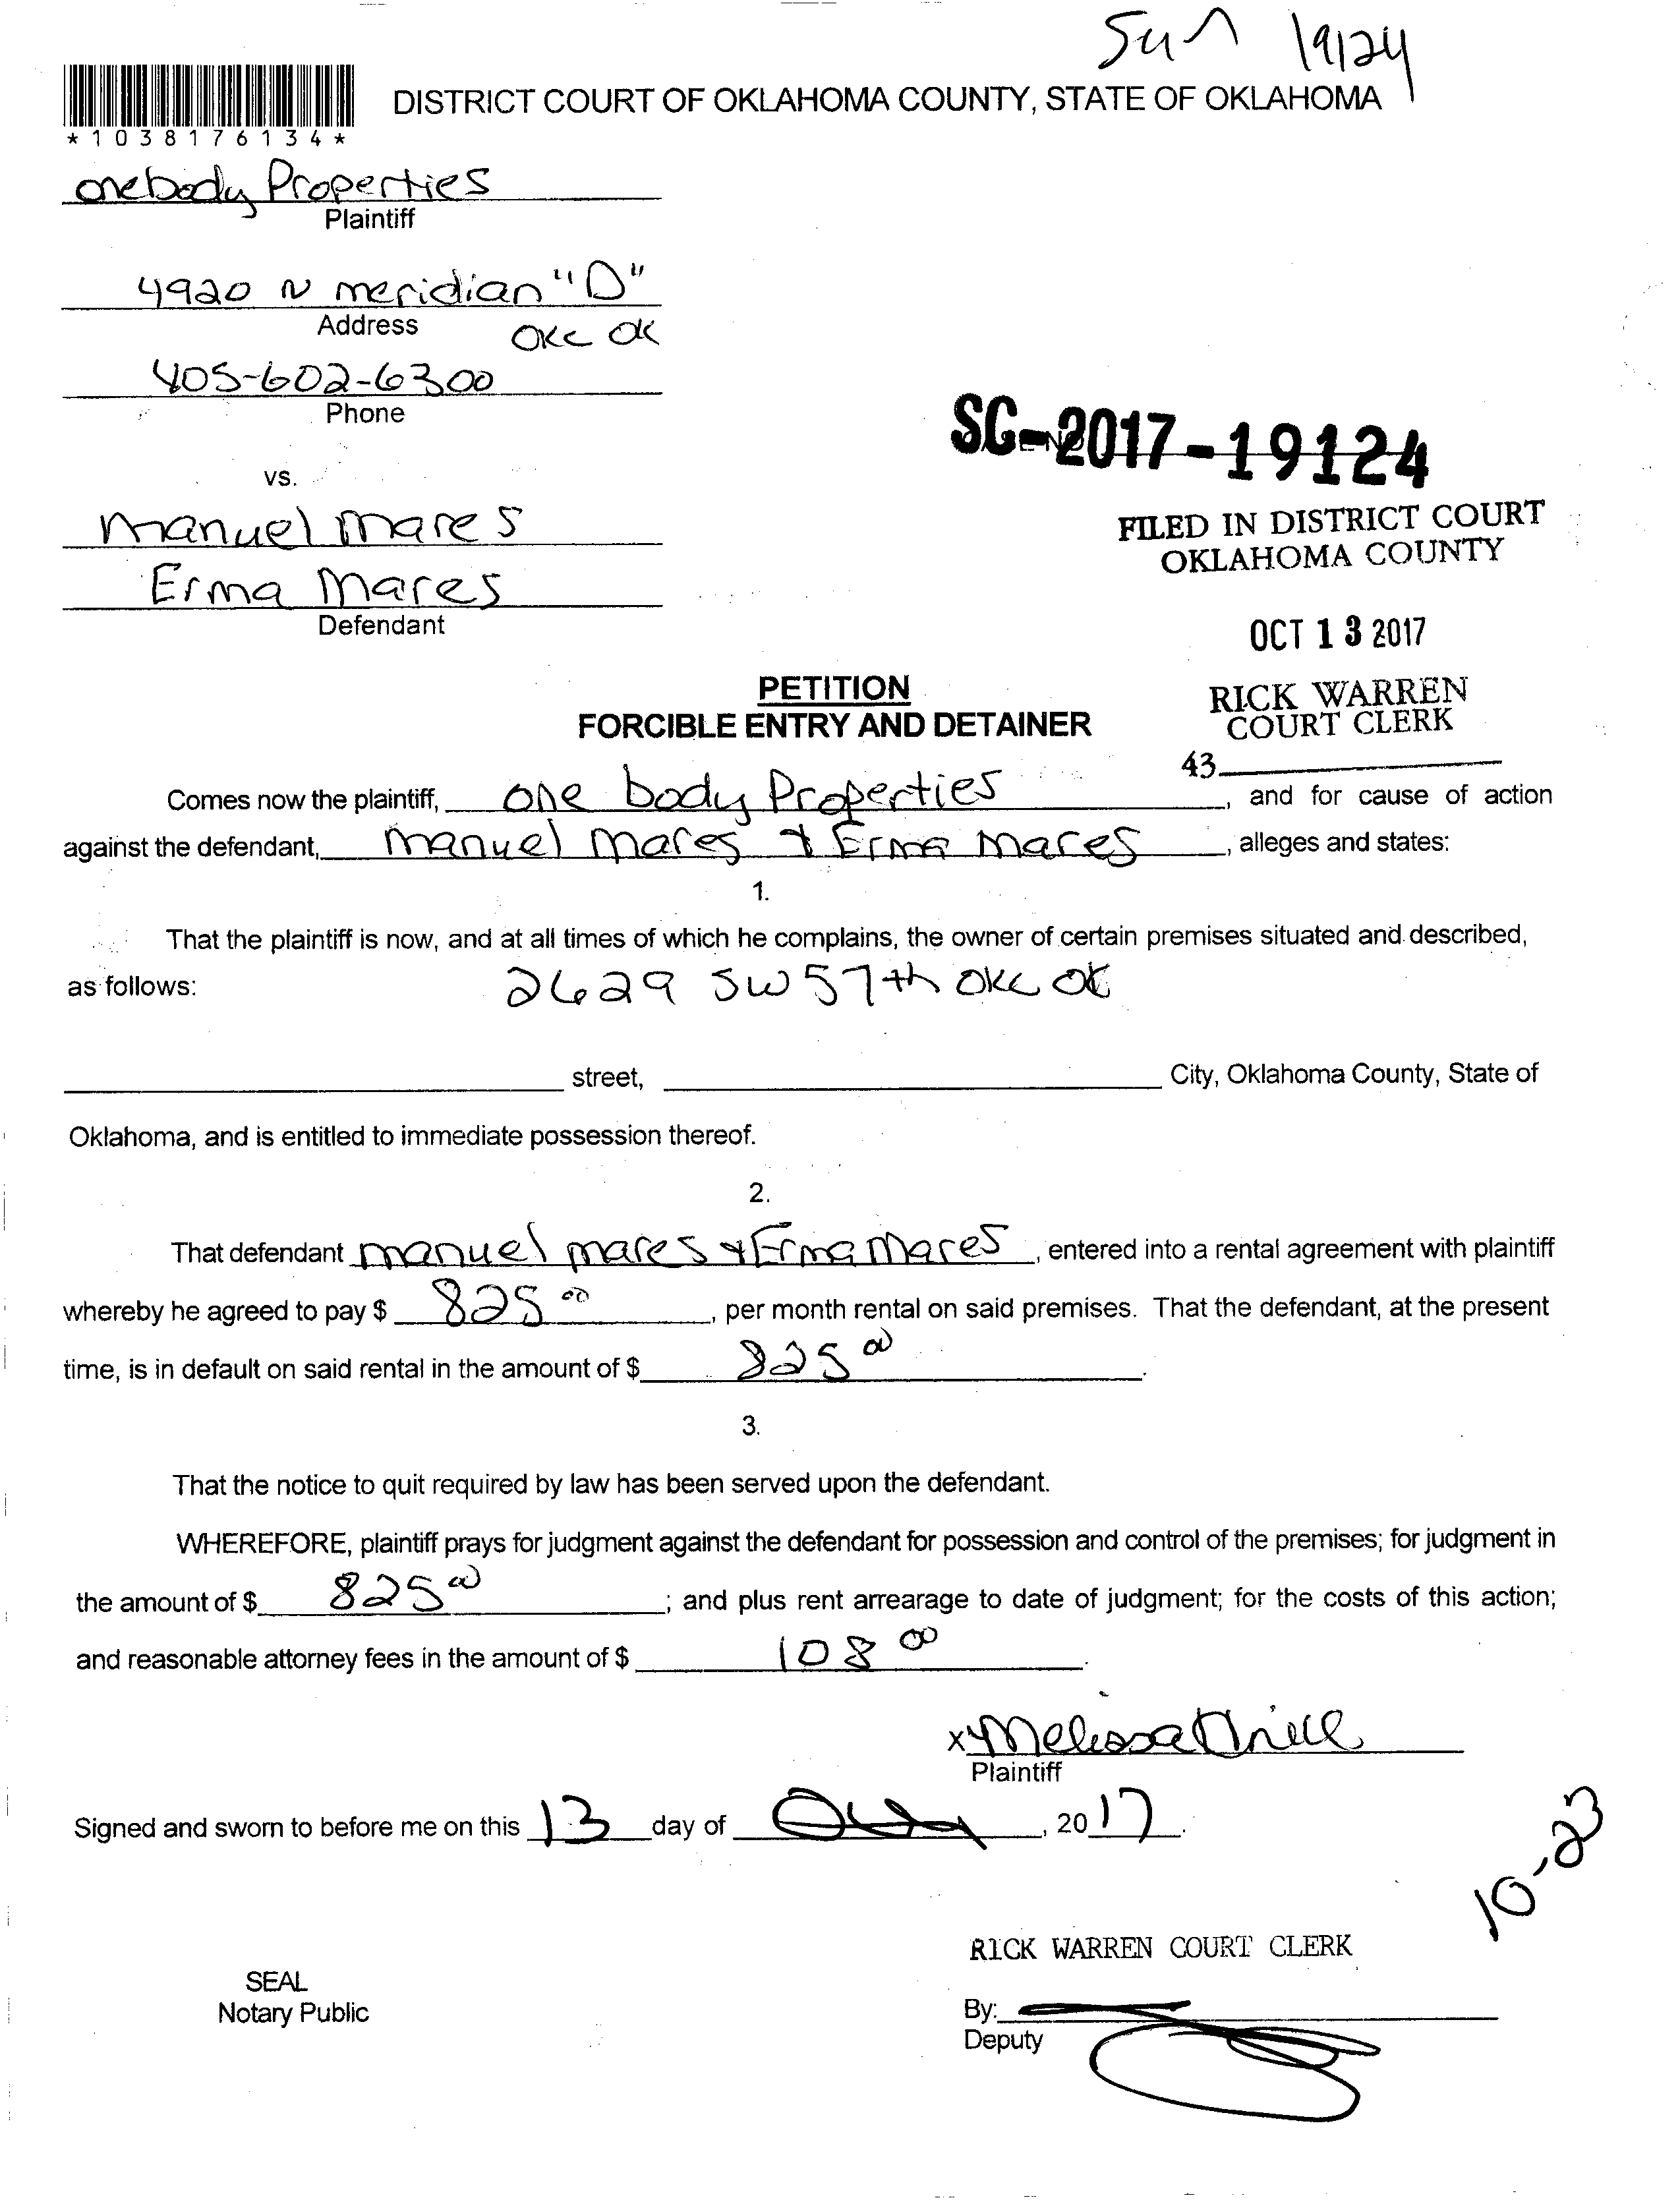 19124
DISTRICT COURT OF OKLAHOMA COUNTY, STATE OF OKLAHOMA
*1038176134*
onebody Properties
Plaintiff
4920 N meridian "D"
Address OKC OK
405-602-6300
Phone
SC-2017-19124
vs.
manuel mares
FILED IN DISTRICT COURT
OKLAHOMA COUNTY
Erma Mares
Defendant
OCT 13 2017
PETITION
RICK WARREN
FORCIBLE ENTRY AND DETAINER
COURT CLERK
43
Comes now the plaintiff, one body Properties, and for cause of action
against the defendant, manuel mares & Erma mares, alleges and states:
1.
That the plaintiff is now, and at all times of which he complains, the owner of certain premises situated and described,
as follows: 2629 SW 57th OKC OK
street, City, Oklahoma County, State of
Oklahoma, and is entitled to immediate possession thereof.
2.
That defendant manuel mares & Erma Mares, entered into a rental agreement with plaintiff
whereby he agreed to pay $ 825 00, per month rental on said premises. That the defendant, at the present
time, is in default on said rental in the amount of $ 825 00.
3.
That the notice to quit required by law has been served upon the defendant.
WHEREFORE, plaintiff prays for judgment against the defendant for possession and control of the premises; for judgment in
the amount of $ 825 00; and plus rent arrearage to date of judgment; for the costs of this action;
and reasonable attorney fees in the amount of $ 108 00.
x Melissa
Plaintiff
Signed and sworn to before me on this 13 day of , 2017.
10-23
RICK WARREN COURT CLERK
SEAL
Notary Public
By:
Deputy